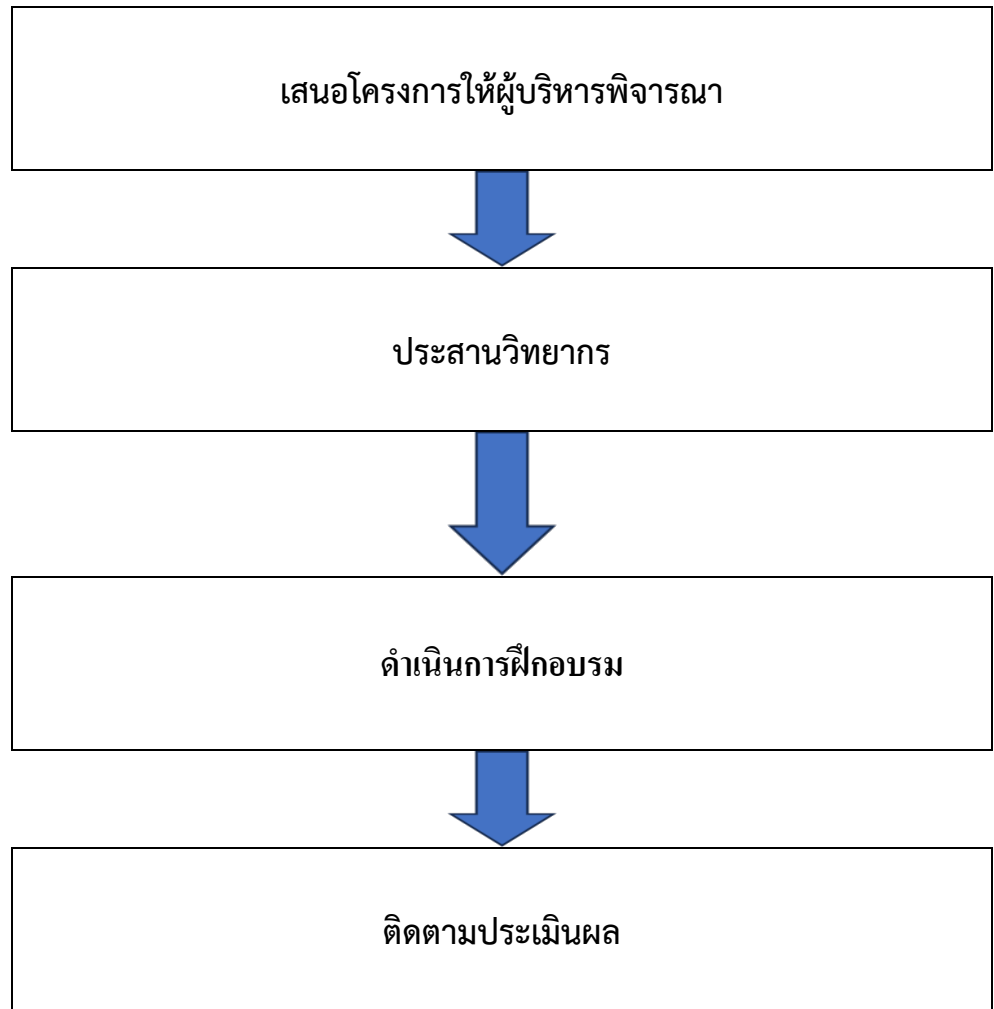 เสนอโครงการให้ผู้บริหารพิจารณา
ประสานวิทยากร
ดำเนินการฝึกอบรม
ติดตามประเมินผล